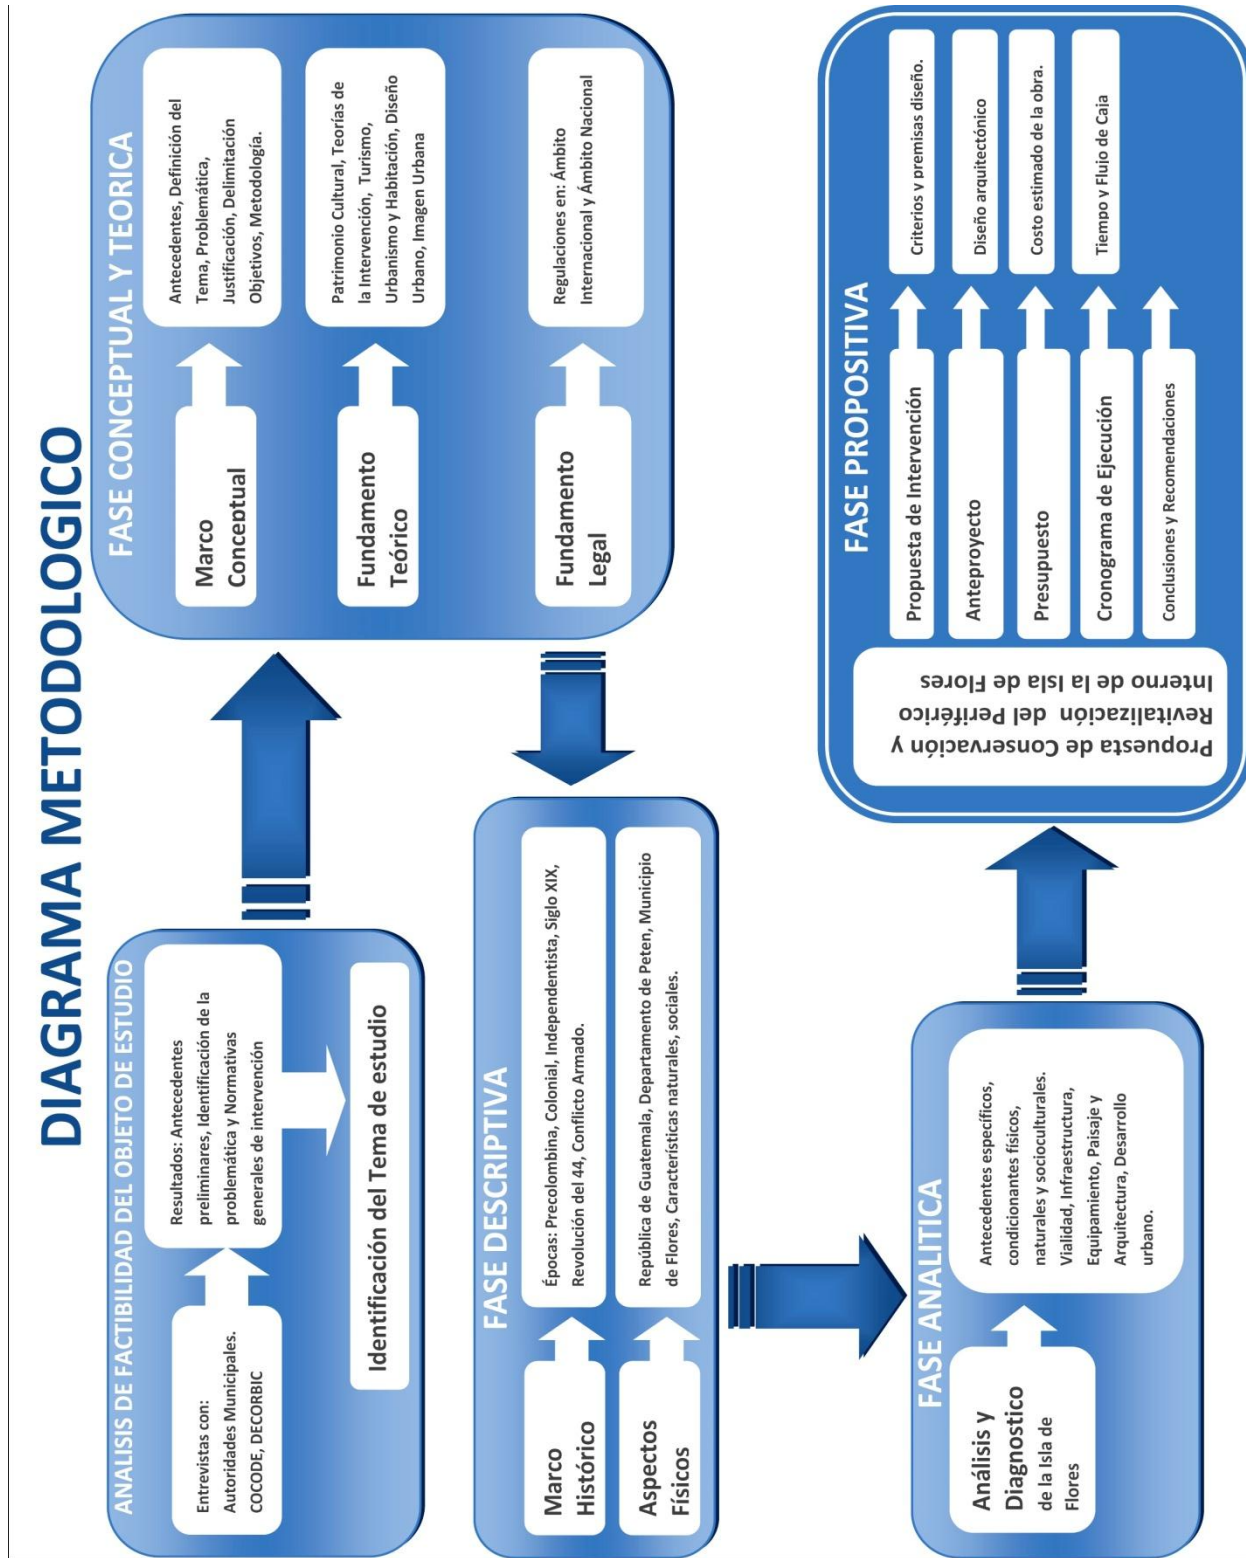 DIAGRAMA METODOLOGICO
ANALISIS DE FACTIBILIDAD DEL OBJETO DE ESTUDIO
Entrevistas con:
Autoridades Municipales.
COCODE, DECORBIC
Resultados: Antecedentes
preliminares, Identificación de la
problemática y Normativas
generales de intervención
Identificación del Tema de estudio
FASE CONCEPTUAL Y TEORICA
Marco
Conceptual
Antecedentes, Definición del
Tema, Problemática,
Justificación, Delimitación
Objetivos, Metodología.
Fundamento
Teórico
Patrimonio Cultural, Teorías de
la Intervención, Turismo,
Urbanismo y Habitación, Diseño
Urbano, Imagen Urbana
Fundamento
Legal
Regulaciones en: Ámbito
Internacional y Ámbito Nacional
FASE DESCRIPTIVA
Marco
Histórico
Épocas: Precolombina, Colonial, Independentista, Siglo XIX,
Revolución del 44, Conflicto Armado.
Aspectos
Físicos
República de Guatemala, Departamento de Peten, Municipio
de Flores, Características naturales, sociales.
FASE ANALITICA
Análisis y
Diagnostico
de la Isla de
Flores
Antecedentes específicos,
condicionantes físicos,
naturales y socioculturales.
Vialidad, Infraestructura,
Equipamiento, Paisaje y
Arquitectura, Desarrollo
urbano.
FASE PROPOSITIVA
Propuesta de Conservación y
Revitalización del Periférico
Interno de la Isla de Flores
Propuesta de Intervención
Criterios y premisas diseño.
Anteproyecto
Diseño arquitectónico
Presupuesto
Costo estimado de la obra.
Cronograma de Ejecución
Tiempo y Flujo de Caja
Conclusiones y Recomendaciones